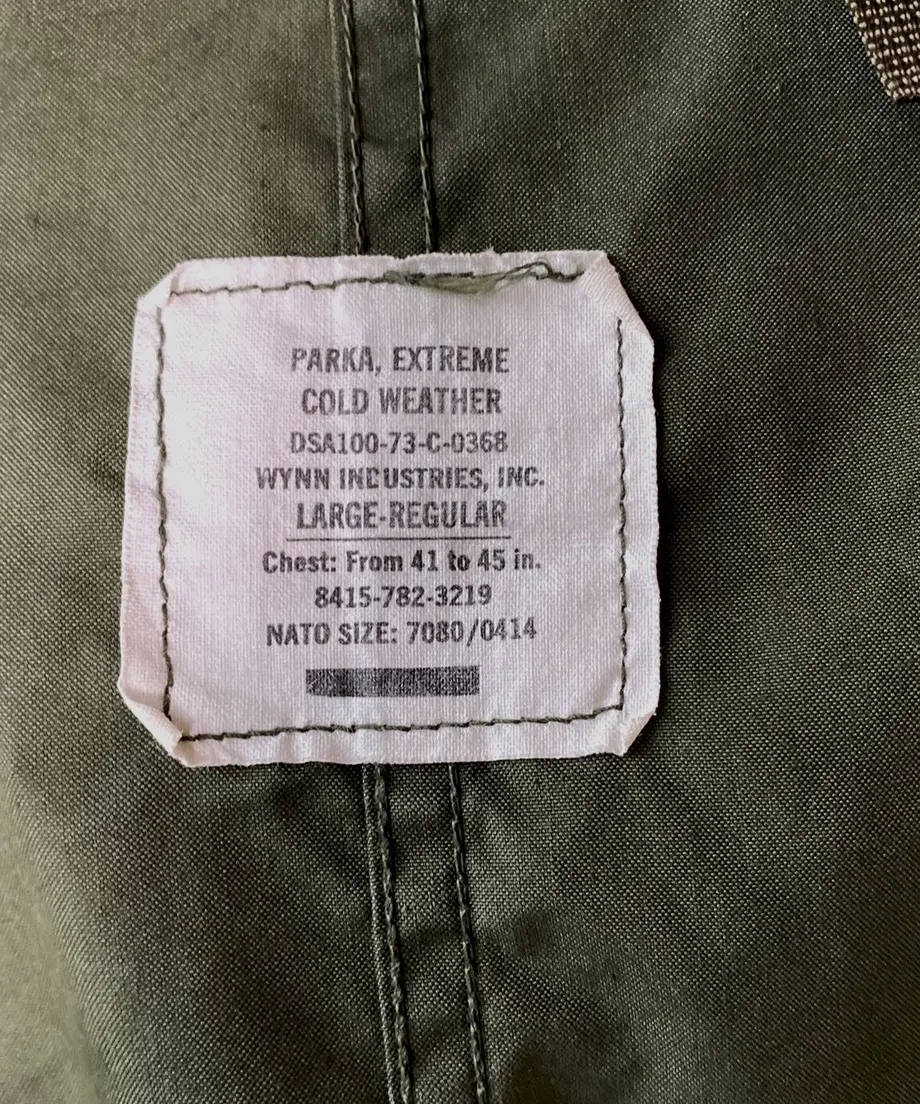 PARKA, EXTREME
COLD WEATHER
DSA100-73-C-0368
WYNN INDUSTRIES, INC.
LARGE-REGULAR
Chest: From 41 to 45 in.
8415-782-3219
NATO SIZE: 7080/0414